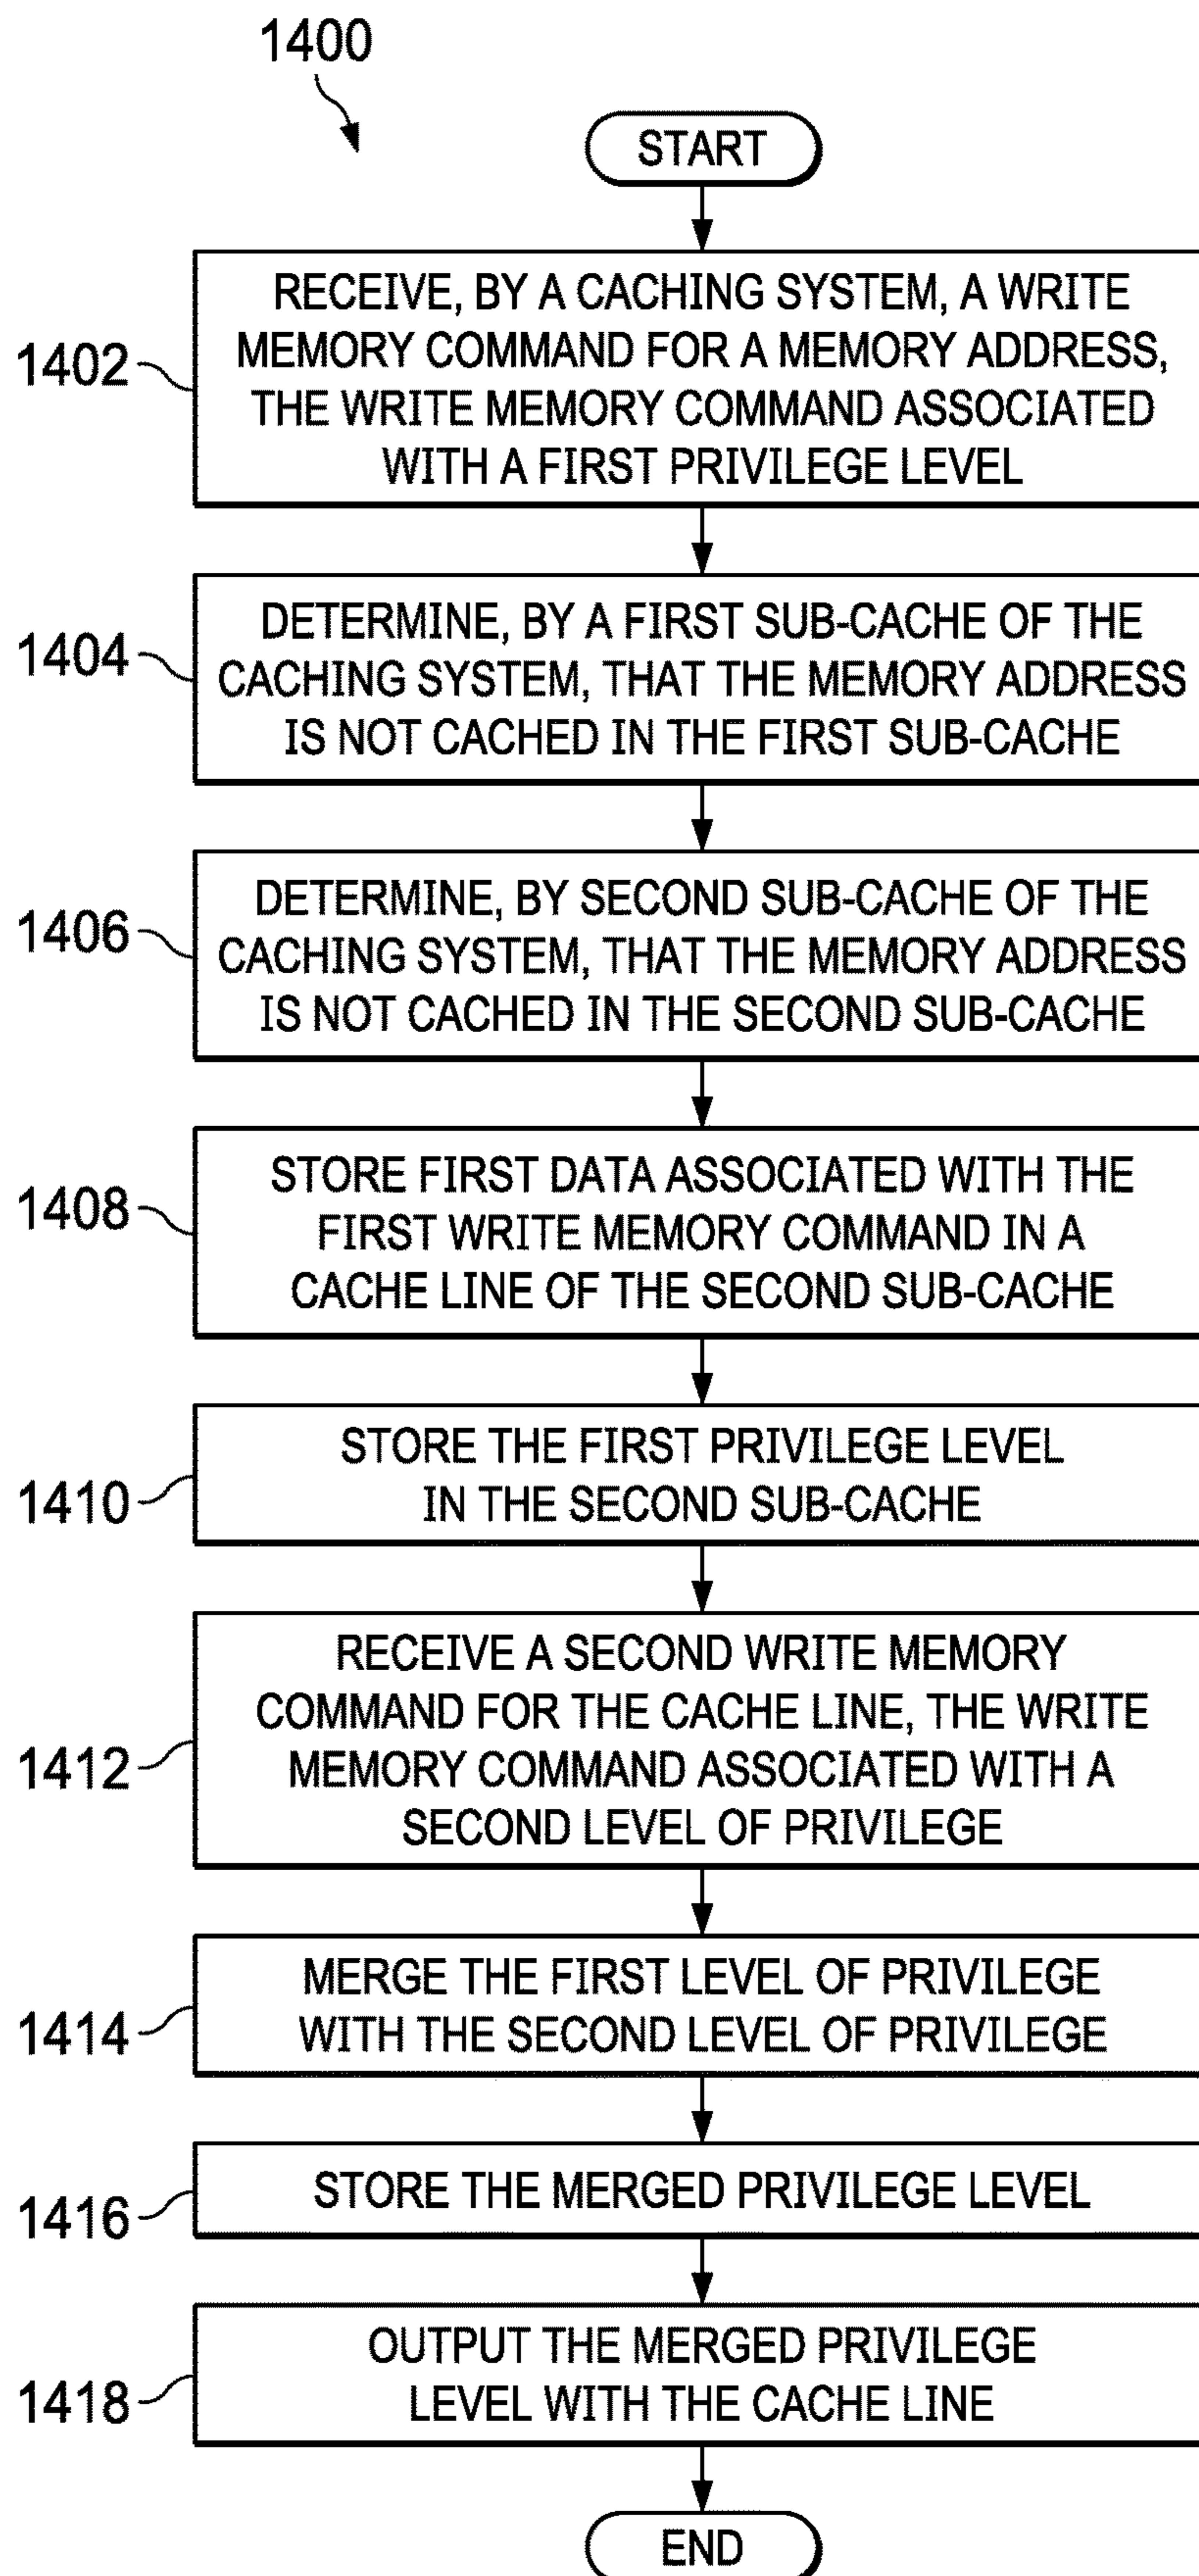 1400
START
1402
RECEIVE, BY A CACHING SYSTEM, A WRITE
MEMORY COMMAND FOR A MEMORY ADDRESS,
THE WRITE MEMORY COMMAND ASSOCIATED
WITH A FIRST PRIVILEGE LEVEL
1404
DETERMINE, BY A FIRST SUB-CACHE OF THE
CACHING SYSTEM, THAT THE MEMORY ADDRESS
IS NOT CACHED IN THE FIRST SUB-CACHE
1406
DETERMINE, BY SECOND SUB-CACHE OF THE
CACHING SYSTEM, THAT THE MEMORY ADDRESS
IS NOT CACHED IN THE SECOND SUB-CACHE
1408
STORE FIRST DATA ASSOCIATED WITH THE
FIRST WRITE MEMORY COMMAND IN A
CACHE LINE OF THE SECOND SUB-CACHE
1410
STORE THE FIRST PRIVILEGE LEVEL
IN THE SECOND SUB-CACHE
1412
RECEIVE A SECOND WRITE MEMORY
COMMAND FOR THE CACHE LINE, THE WRITE
MEMORY COMMAND ASSOCIATED WITH A
SECOND LEVEL OF PRIVILEGE
1414
MERGE THE FIRST LEVEL OF PRIVILEGE
WITH THE SECOND LEVEL OF PRIVILEGE
1416
STORE THE MERGED PRIVILEGE LEVEL
1418
OUTPUT THE MERGED PRIVILEGE
LEVEL WITH THE CACHE LINE
END